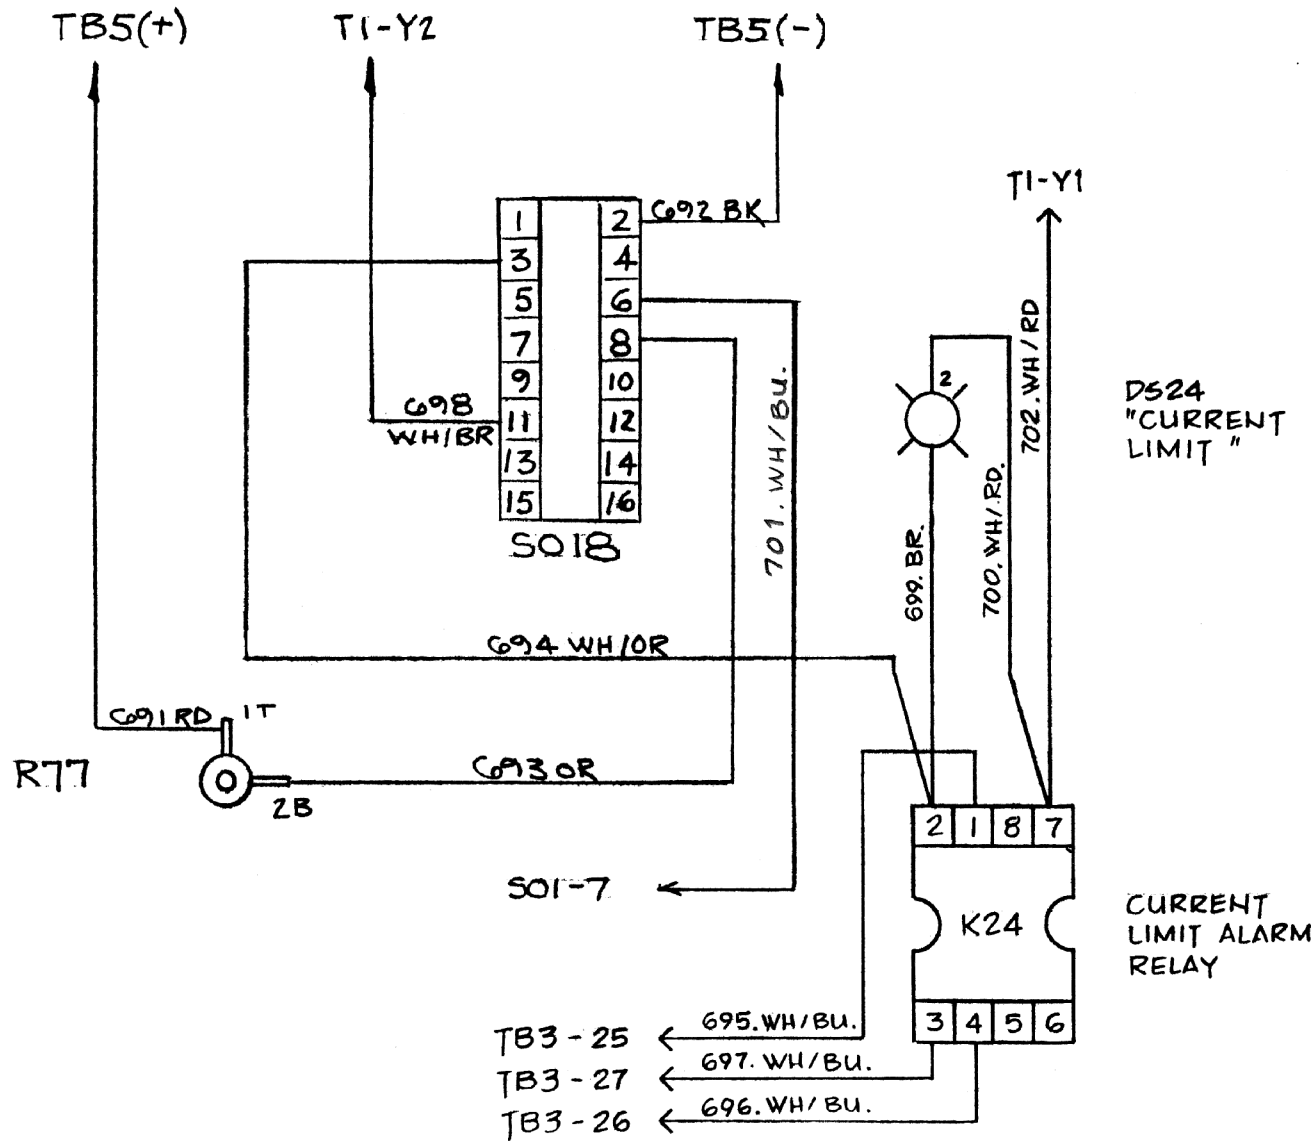 TB5(+)
T1-Y2
TB5(-)
T1-Y1
1
2
692 BK
3
4
5
6
7
8
9
10
698
WH/BR
11
12
13
14
15
16
SO18
701. WH/BU.
702. WH/RD
2
DS24
"CURRENT
LIMIT"
699. BR.
700. WH/RD.
694 WH/OR
691 RD
1T
R77
693 OR
2B
2 1 8 7
SO1-7
K24
CURRENT
LIMIT ALARM
RELAY
3 4 5 6
TB3-25
695. WH/BU.
TB3-27
697. WH/BU.
TB3-26
696. WH/BU.